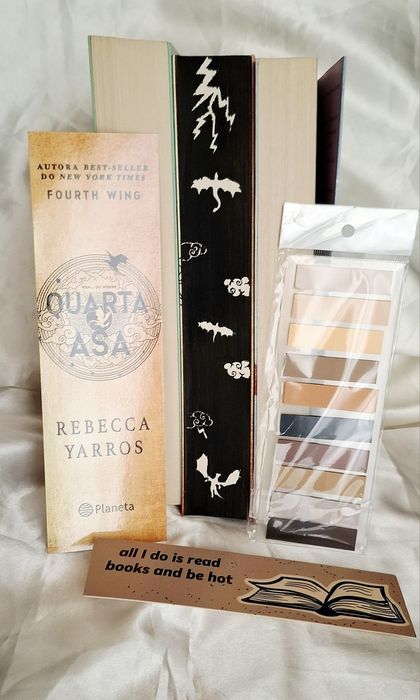 AUTORA BEST-SELLER
DO NEW YORK TIMES
FOURTH WING
QUARTA
ASA
REBECCA
YARROS
Planeta
all I do is read
books and be hot